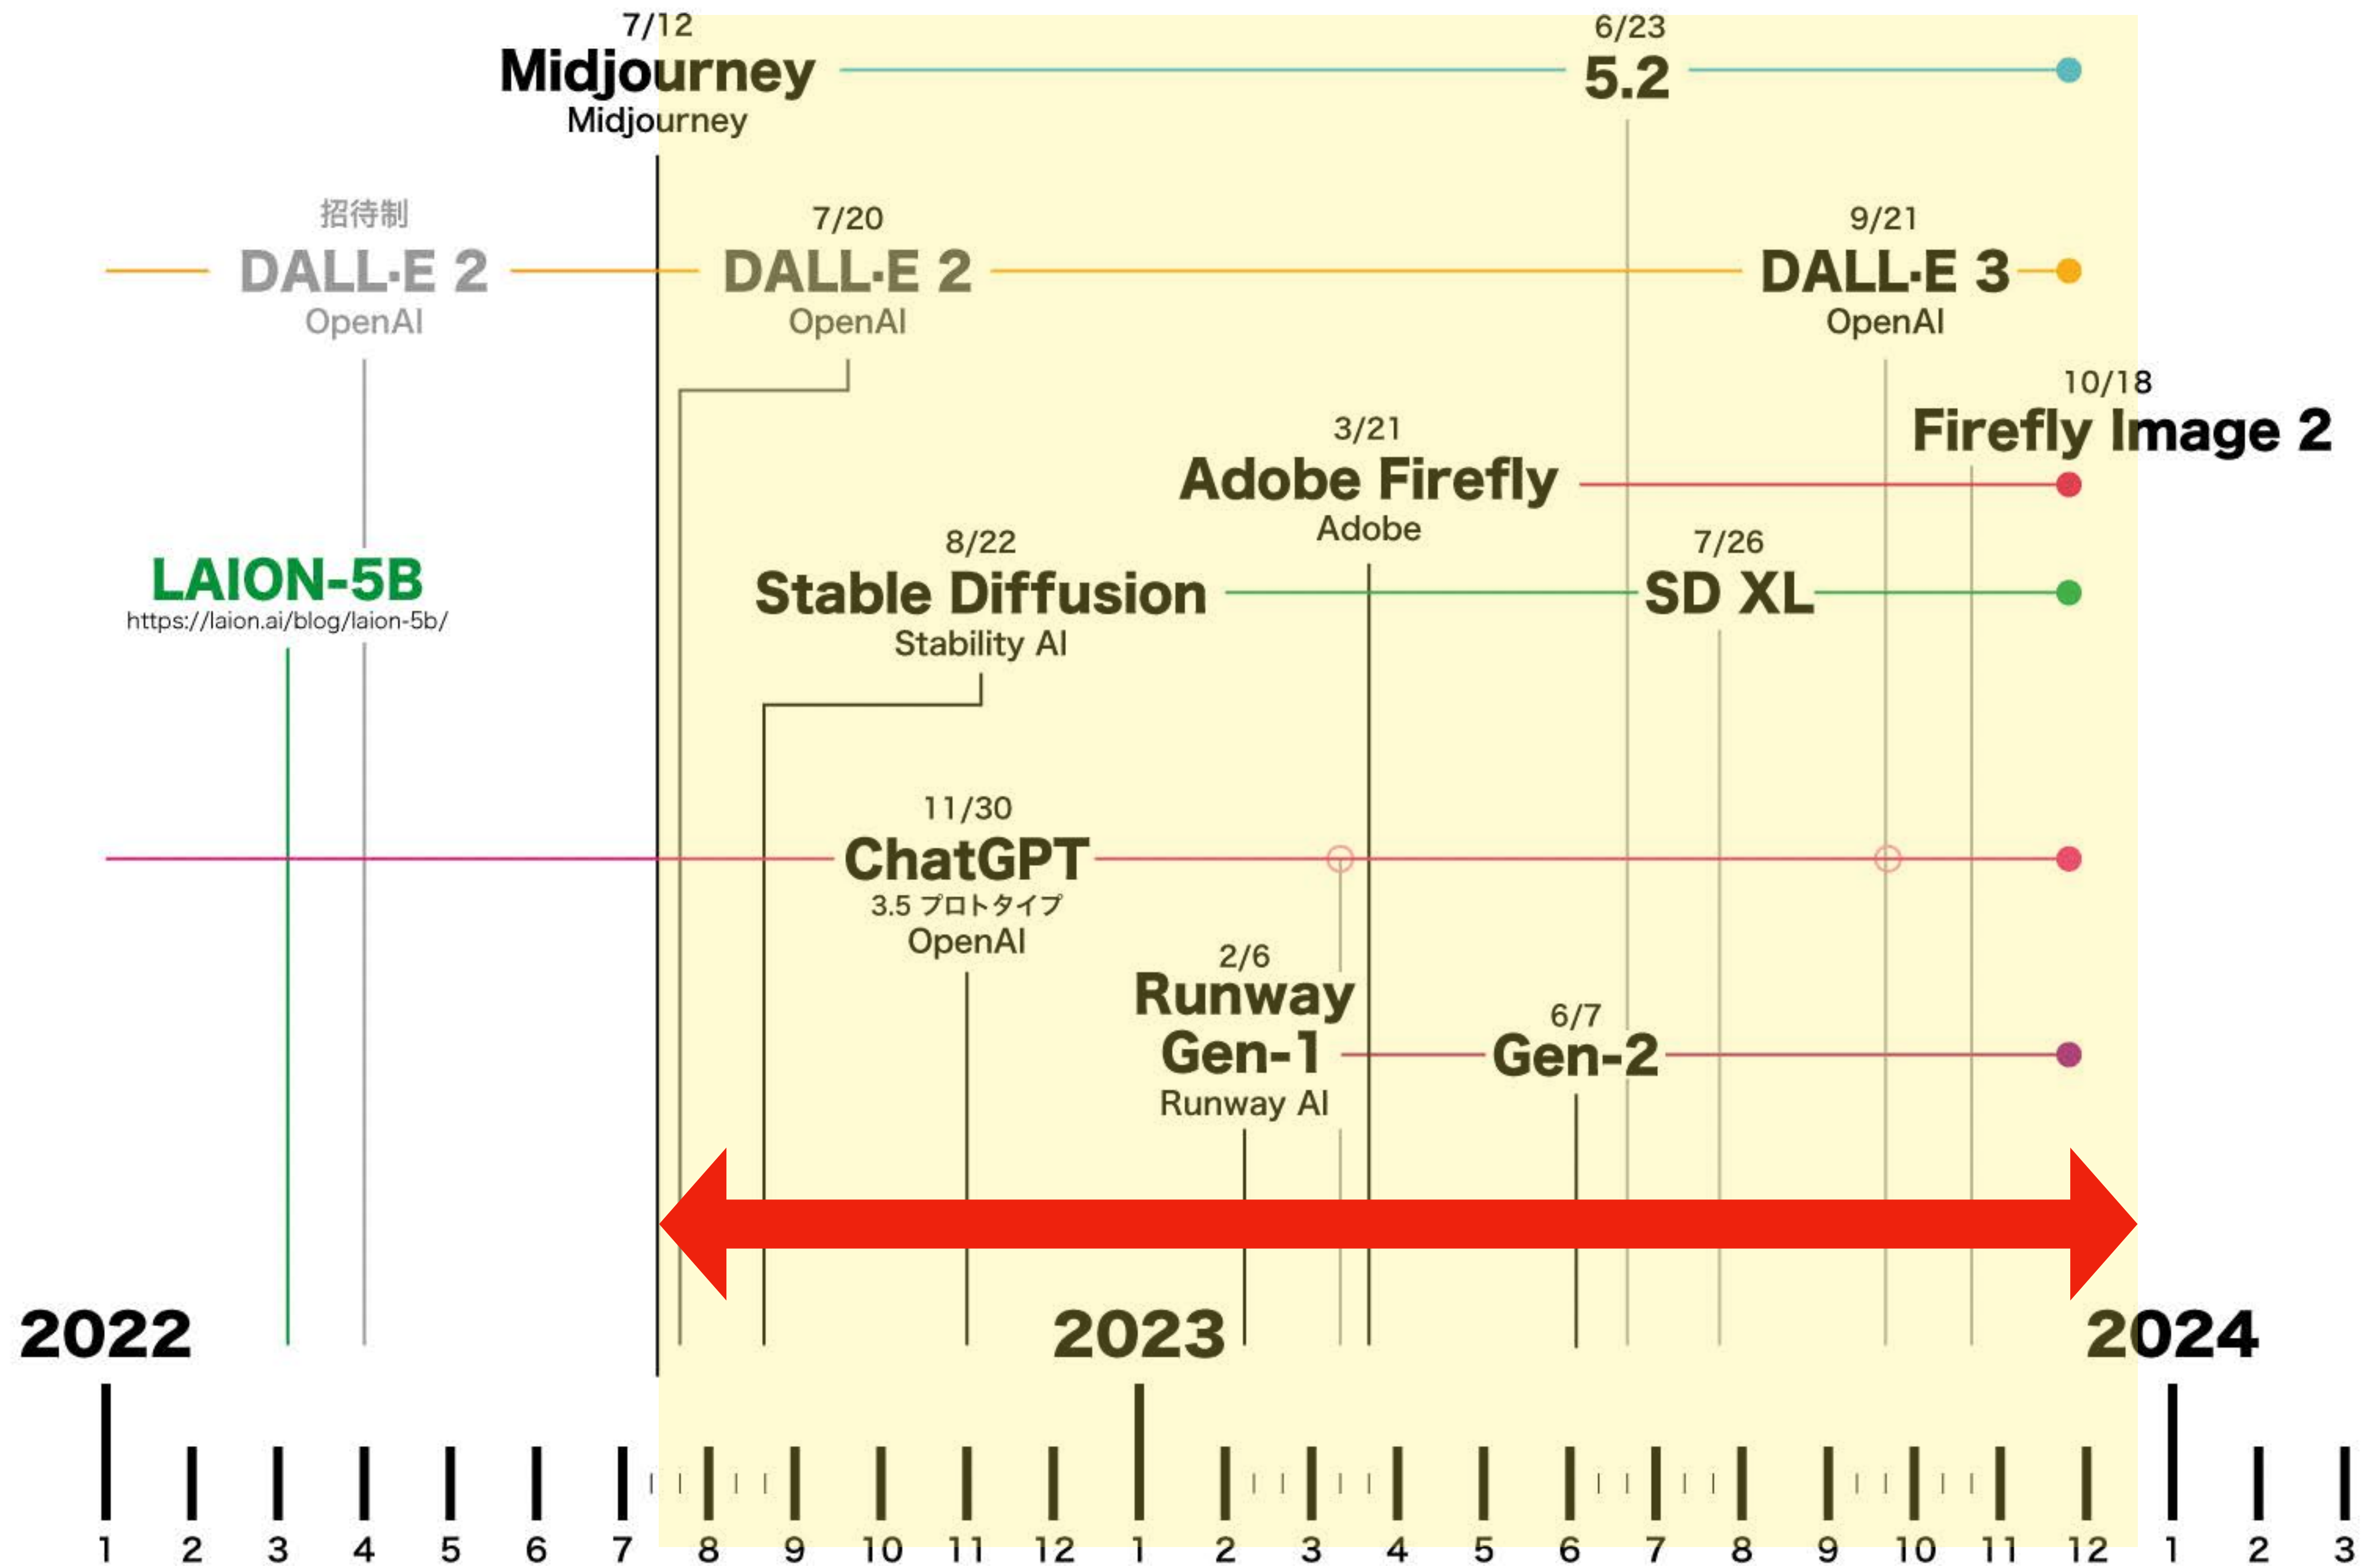 7/12
Midjourney
Midjourney
6/23
5.2
招待制
DALL·E 2
OpenAI
7/20
DALL·E 2
OpenAI
9/21
DALL·E 3
OpenAI
10/18
Firefly Image 2
3/21
Adobe Firefly
Adobe
LAION-5B
https://laion.ai/blog/laion-5b/
8/22
Stable Diffusion
Stability AI
7/26
SD XL
11/30
ChatGPT
3.5 プロトタイプ
OpenAI
2/6
Runway
Gen-1
Runway AI
6/7
Gen-2
2022 2023 2024
1 2 3 4 5 6 7 8 9 10 11 12 1 2 3 4 5 6 7 8 9 10 11 12 1 2 3